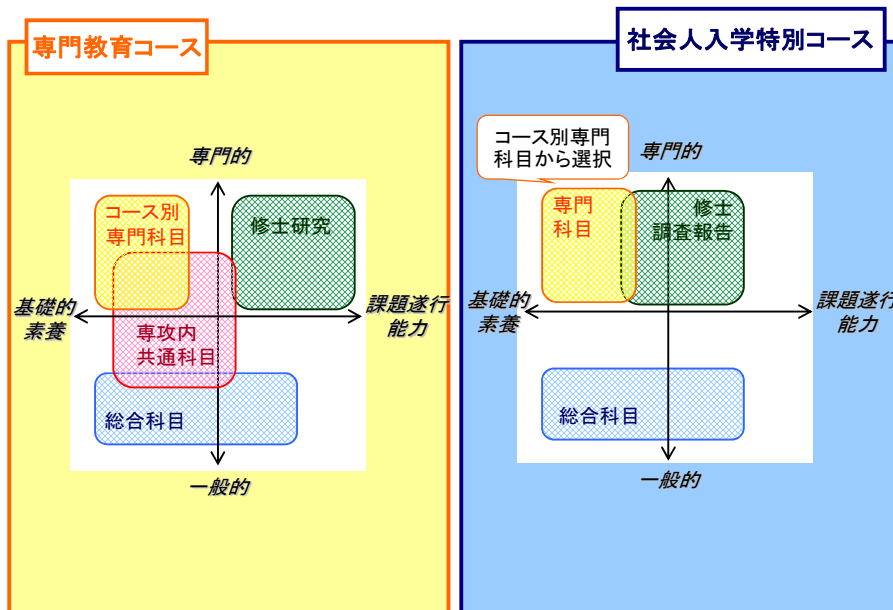 専門教育コース
専門的
コース別
専門科目
修士研究
基礎的
素養
課題遂行
能力
専攻内
共通科目
総合科目
一般的
社会人入学特別コース
コース別専門
科目から選択
専門的
専門
科目
修士
調査報告
基礎的
素養
課題遂行
能力
総合科目
一般的